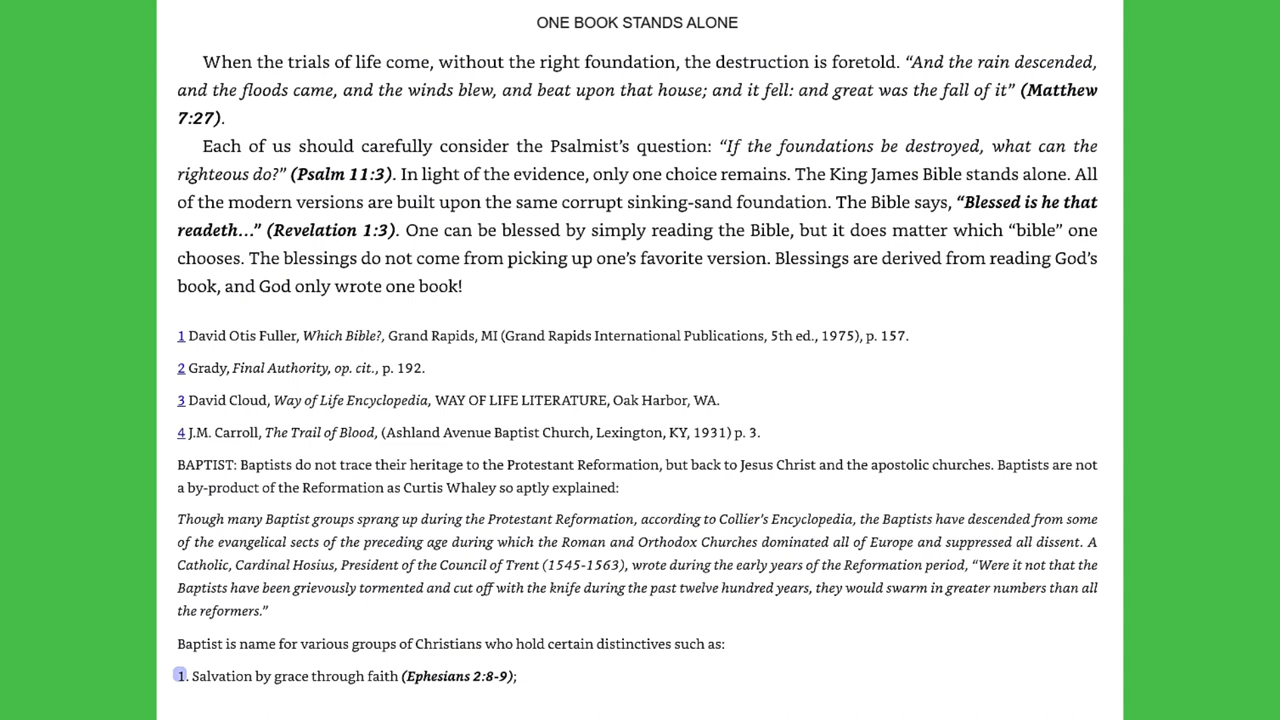 ONE BOOK STANDS ALONE
When the trials of life come, without the right foundation, the destruction is foretold. “And the rain descended,
and the floods came, and the winds blew, and beat upon that house; and it fell: and great was the fall of it” (Matthew
7:27).
Each of us should carefully consider the Psalmist’s question: “If the foundations be destroyed, what can the
righteous do?” (Psalm 11:3). In light of the evidence, only one choice remains. The King James Bible stands alone. All
of the modern versions are built upon the same corrupt sinking-sand foundation. The Bible says, “Blessed is he that
readeth…” (Revelation 1:3). One can be blessed by simply reading the Bible, but it does matter which “bible” one
chooses. The blessings do not come from picking up one’s favorite version. Blessings are derived from reading God’s
book, and God only wrote one book!
1 David Otis Fuller, Which Bible?, Grand Rapids, MI (Grand Rapids International Publications, 5th ed., 1975), p. 157.
2 Grady, Final Authority, op. cit., p. 192.
3 David Cloud, Way of Life Encyclopedia, WAY OF LIFE LITERATURE, Oak Harbor, WA.
4 J.M. Carroll, The Trail of Blood, (Ashland Avenue Baptist Church, Lexington, KY, 1931) p. 3.
BAPTIST: Baptists do not trace their heritage to the Protestant Reformation, but back to Jesus Christ and the apostolic churches. Baptists are not
a by-product of the Reformation as Curtis Whaley so aptly explained:
Though many Baptist groups sprang up during the Protestant Reformation, according to Collier’s Encyclopedia, the Baptists have descended from some
of the evangelical sects of the preceding age during which the Roman and Orthodox Churches dominated all of Europe and suppressed all dissent. A
Catholic, Cardinal Hosius, President of the Council of Trent (1545-1563), wrote during the early years of the Reformation period, “Were it not that the
Baptists have been grievously tormented and cut off with the knife during the past twelve hundred years, they would swarm in greater numbers than all
the reformers.”
Baptist is name for various groups of Christians who hold certain distinctives such as:
1. Salvation by grace through faith (Ephesians 2:8-9);